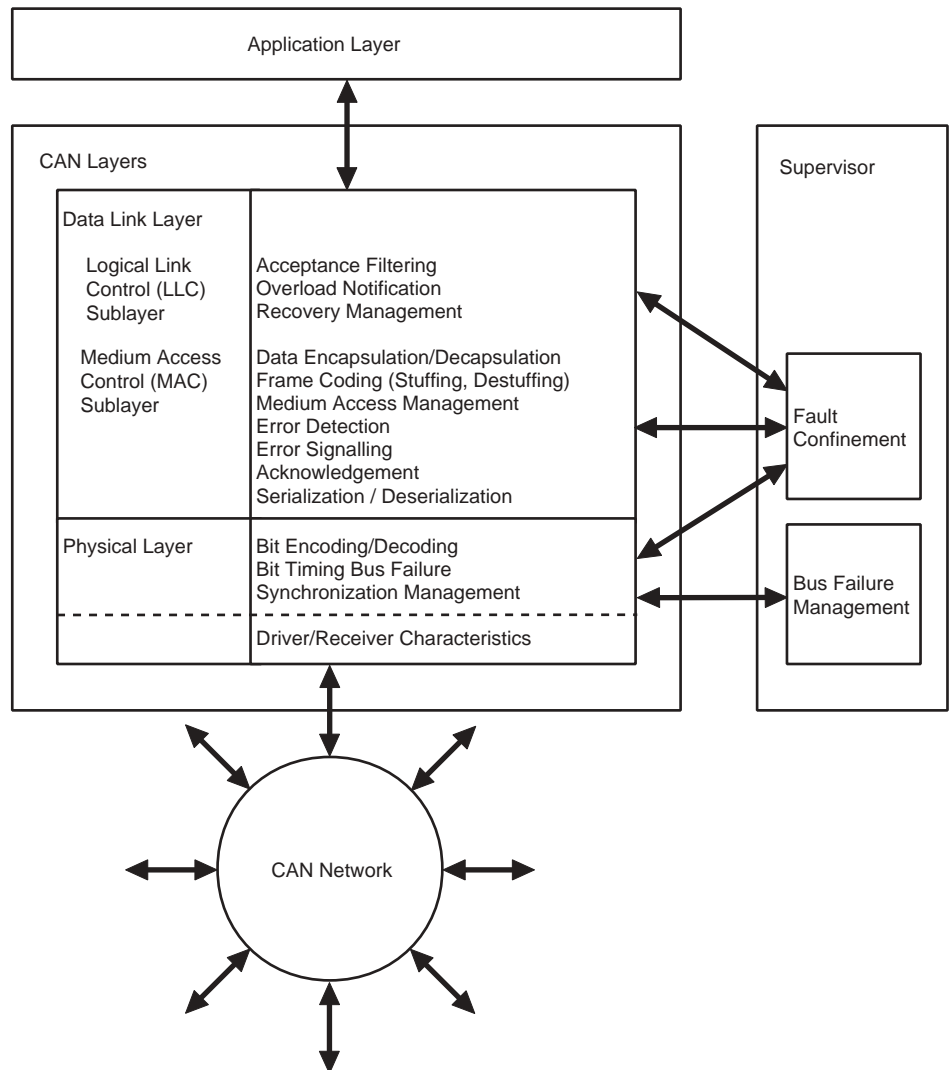 Application Layer
CAN Layers
Supervisor
Data Link Layer
Logical Link
Control (LLC)
Sublayer
Acceptance Filtering
Overload Notification
Recovery Management
Medium Access
Control (MAC)
Sublayer
Data Encapsulation/Decapsulation
Frame Coding (Stuffing, Destuffing)
Medium Access Management
Error Detection
Error Signalling
Acknowledgement
Serialization / Deserialization
Fault
Confinement
Physical Layer
Bit Encoding/Decoding
Bit Timing Bus Failure
Synchronization Management
Bus Failure
Management
Driver/Receiver Characteristics
CAN Network